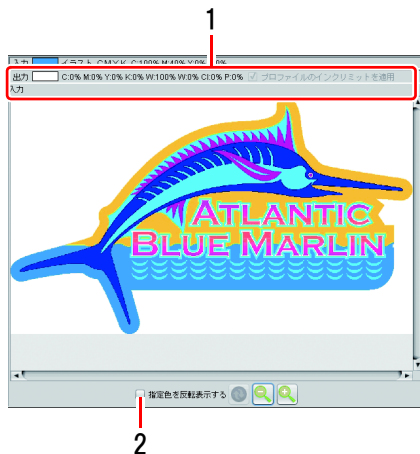 1
入力 イラスト CMYK C:100% M:40% Y:0% K:0%
出力 C:0% M:0% Y:0% K:0% W:100% W:0% Cl:0% P:0% プロファイルのインクリミットを適用
入力
ATLANTIC
BLUE MARLIN
指定色を反転表示する
2